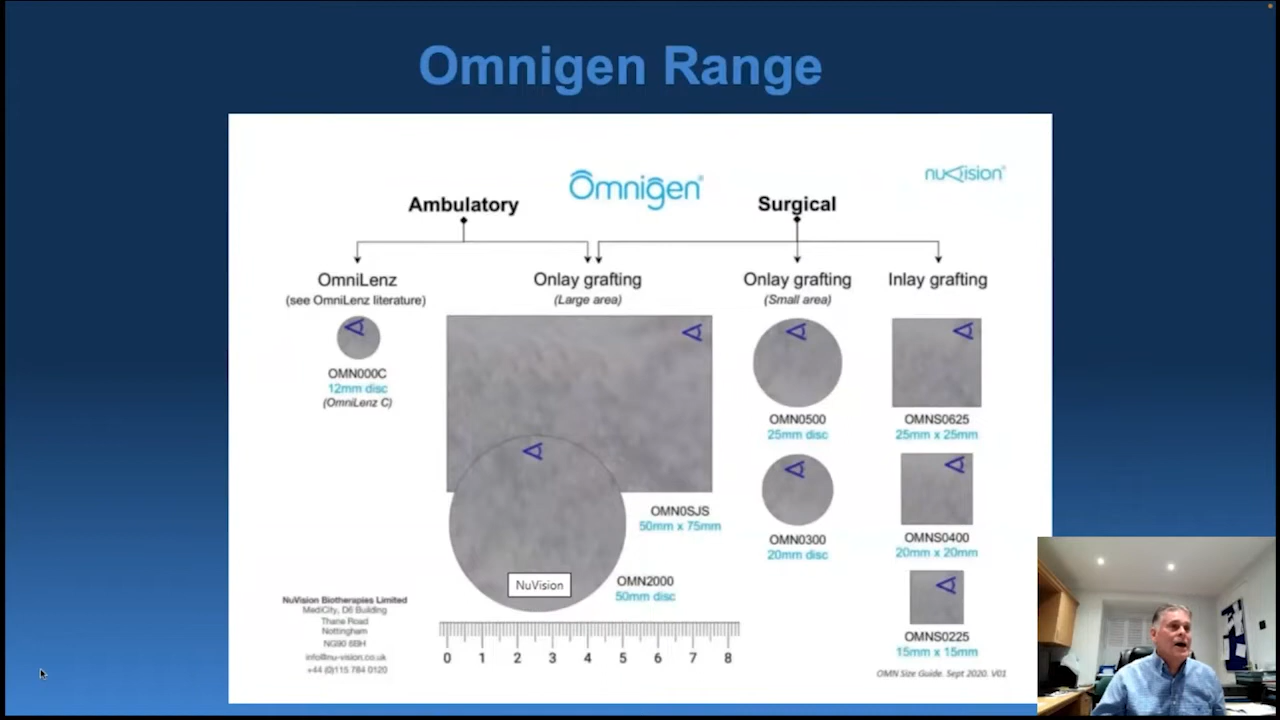 Omnigen Range
Omnigen®
nuVision®
Ambulatory
Surgical
OmniLenz
(see OmniLenz literature)
OMN000C
12mm disc
(OmniLenz C)
Onlay grafting
(Large area)
OMN0SJS
50mm x 75mm
OMN2000
50mm disc
NuVision
0 1 2 3 4 5 6 7 8
Onlay grafting
(Small area)
OMN0500
25mm disc
OMN0300
20mm disc
Inlay grafting
OMNS0625
25mm x 25mm
OMNS0400
20mm x 20mm
OMNS0225
15mm x 15mm
NuVision Biotherapies Limited
MediCity, D6 Building
Thane Road
Nottingham
NG90 6BH
info@nu-vision.co.uk
+44 (0)115 784 0120
OMN Size Guide. Sept 2020. V01